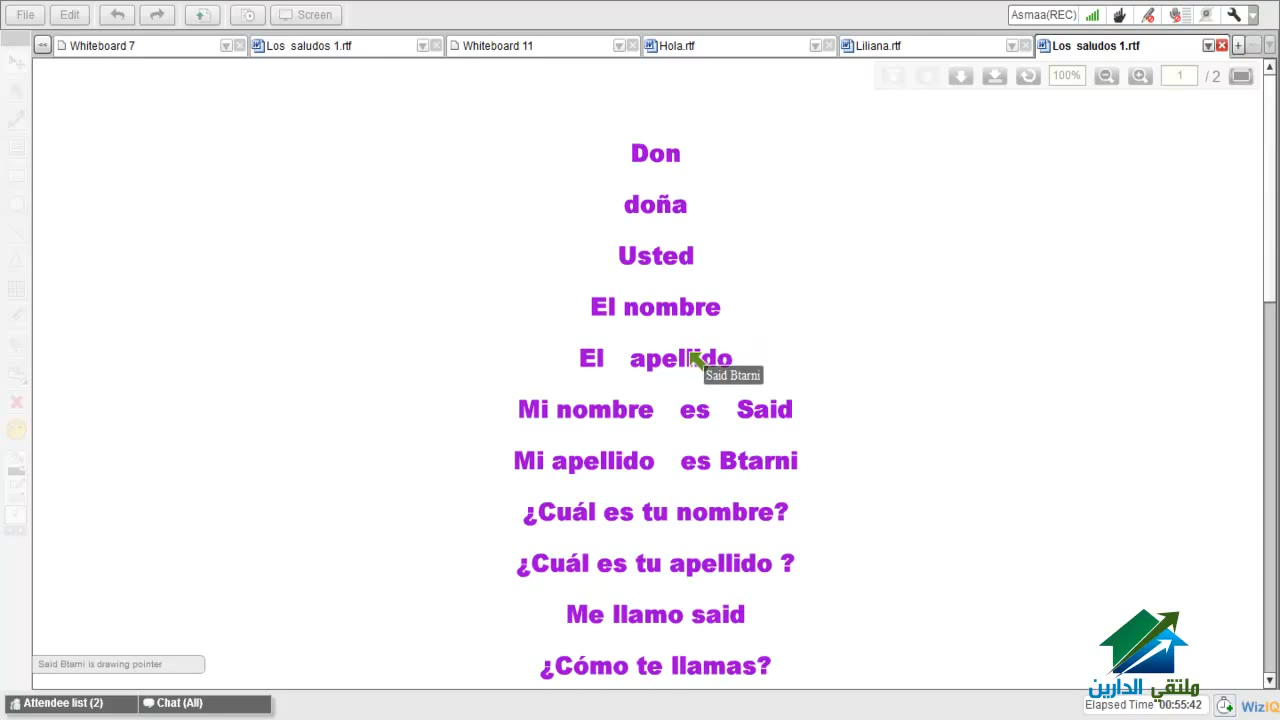 File Edit Screen Asmaa(REC)
<< Whiteboard 7 Los saludos 1.rtf Whiteboard 11 Hola.rtf Liliana.rtf Los saludos 1.rtf
100% 1 / 2
Don
doña
Usted
El nombre
El apellido
Said Btarni
Mi nombre es Said
Mi apellido es Btarni
¿Cuál es tu nombre?
¿Cuál es tu apellido ?
Me llamo said
¿Cómo te llamas?
Said Btarni is drawing pointer
ملتقي الدارين
Attendee list (2) Chat (All)
Elapsed Time 00:55:42 WizIQ